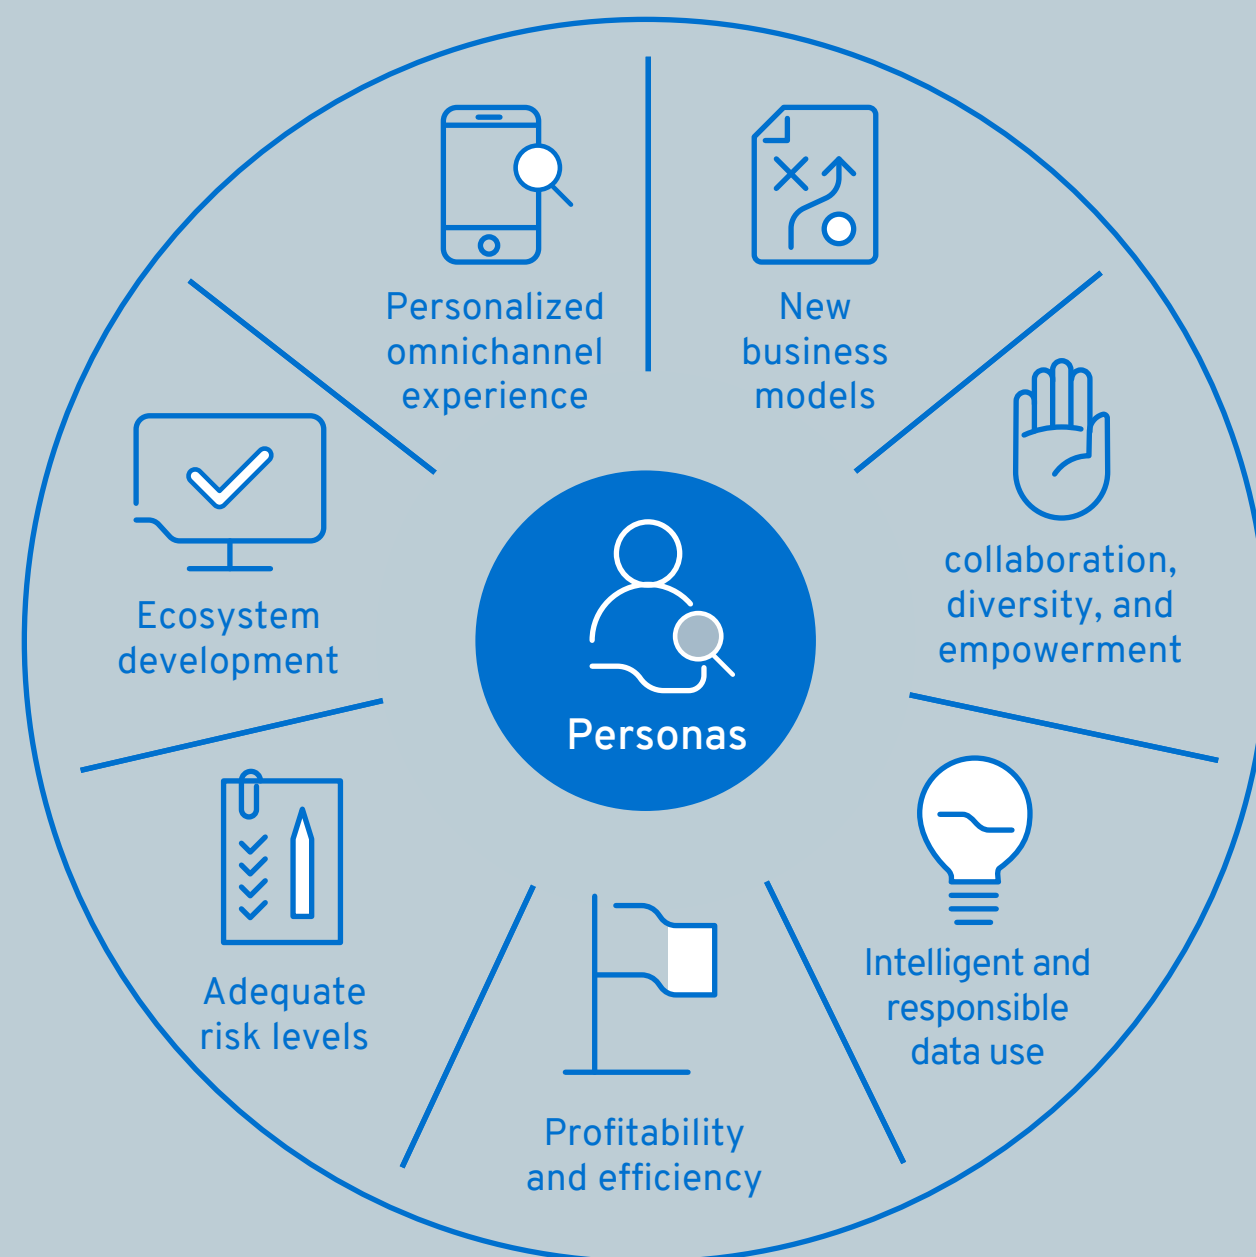 Personalized
omnichannel
experience
New
business
models
collaboration,
diversity, and
empowerment
Ecosystem
development
Personas
Adequate
risk levels
Intelligent and
responsible
data use
Profitability
and efficiency